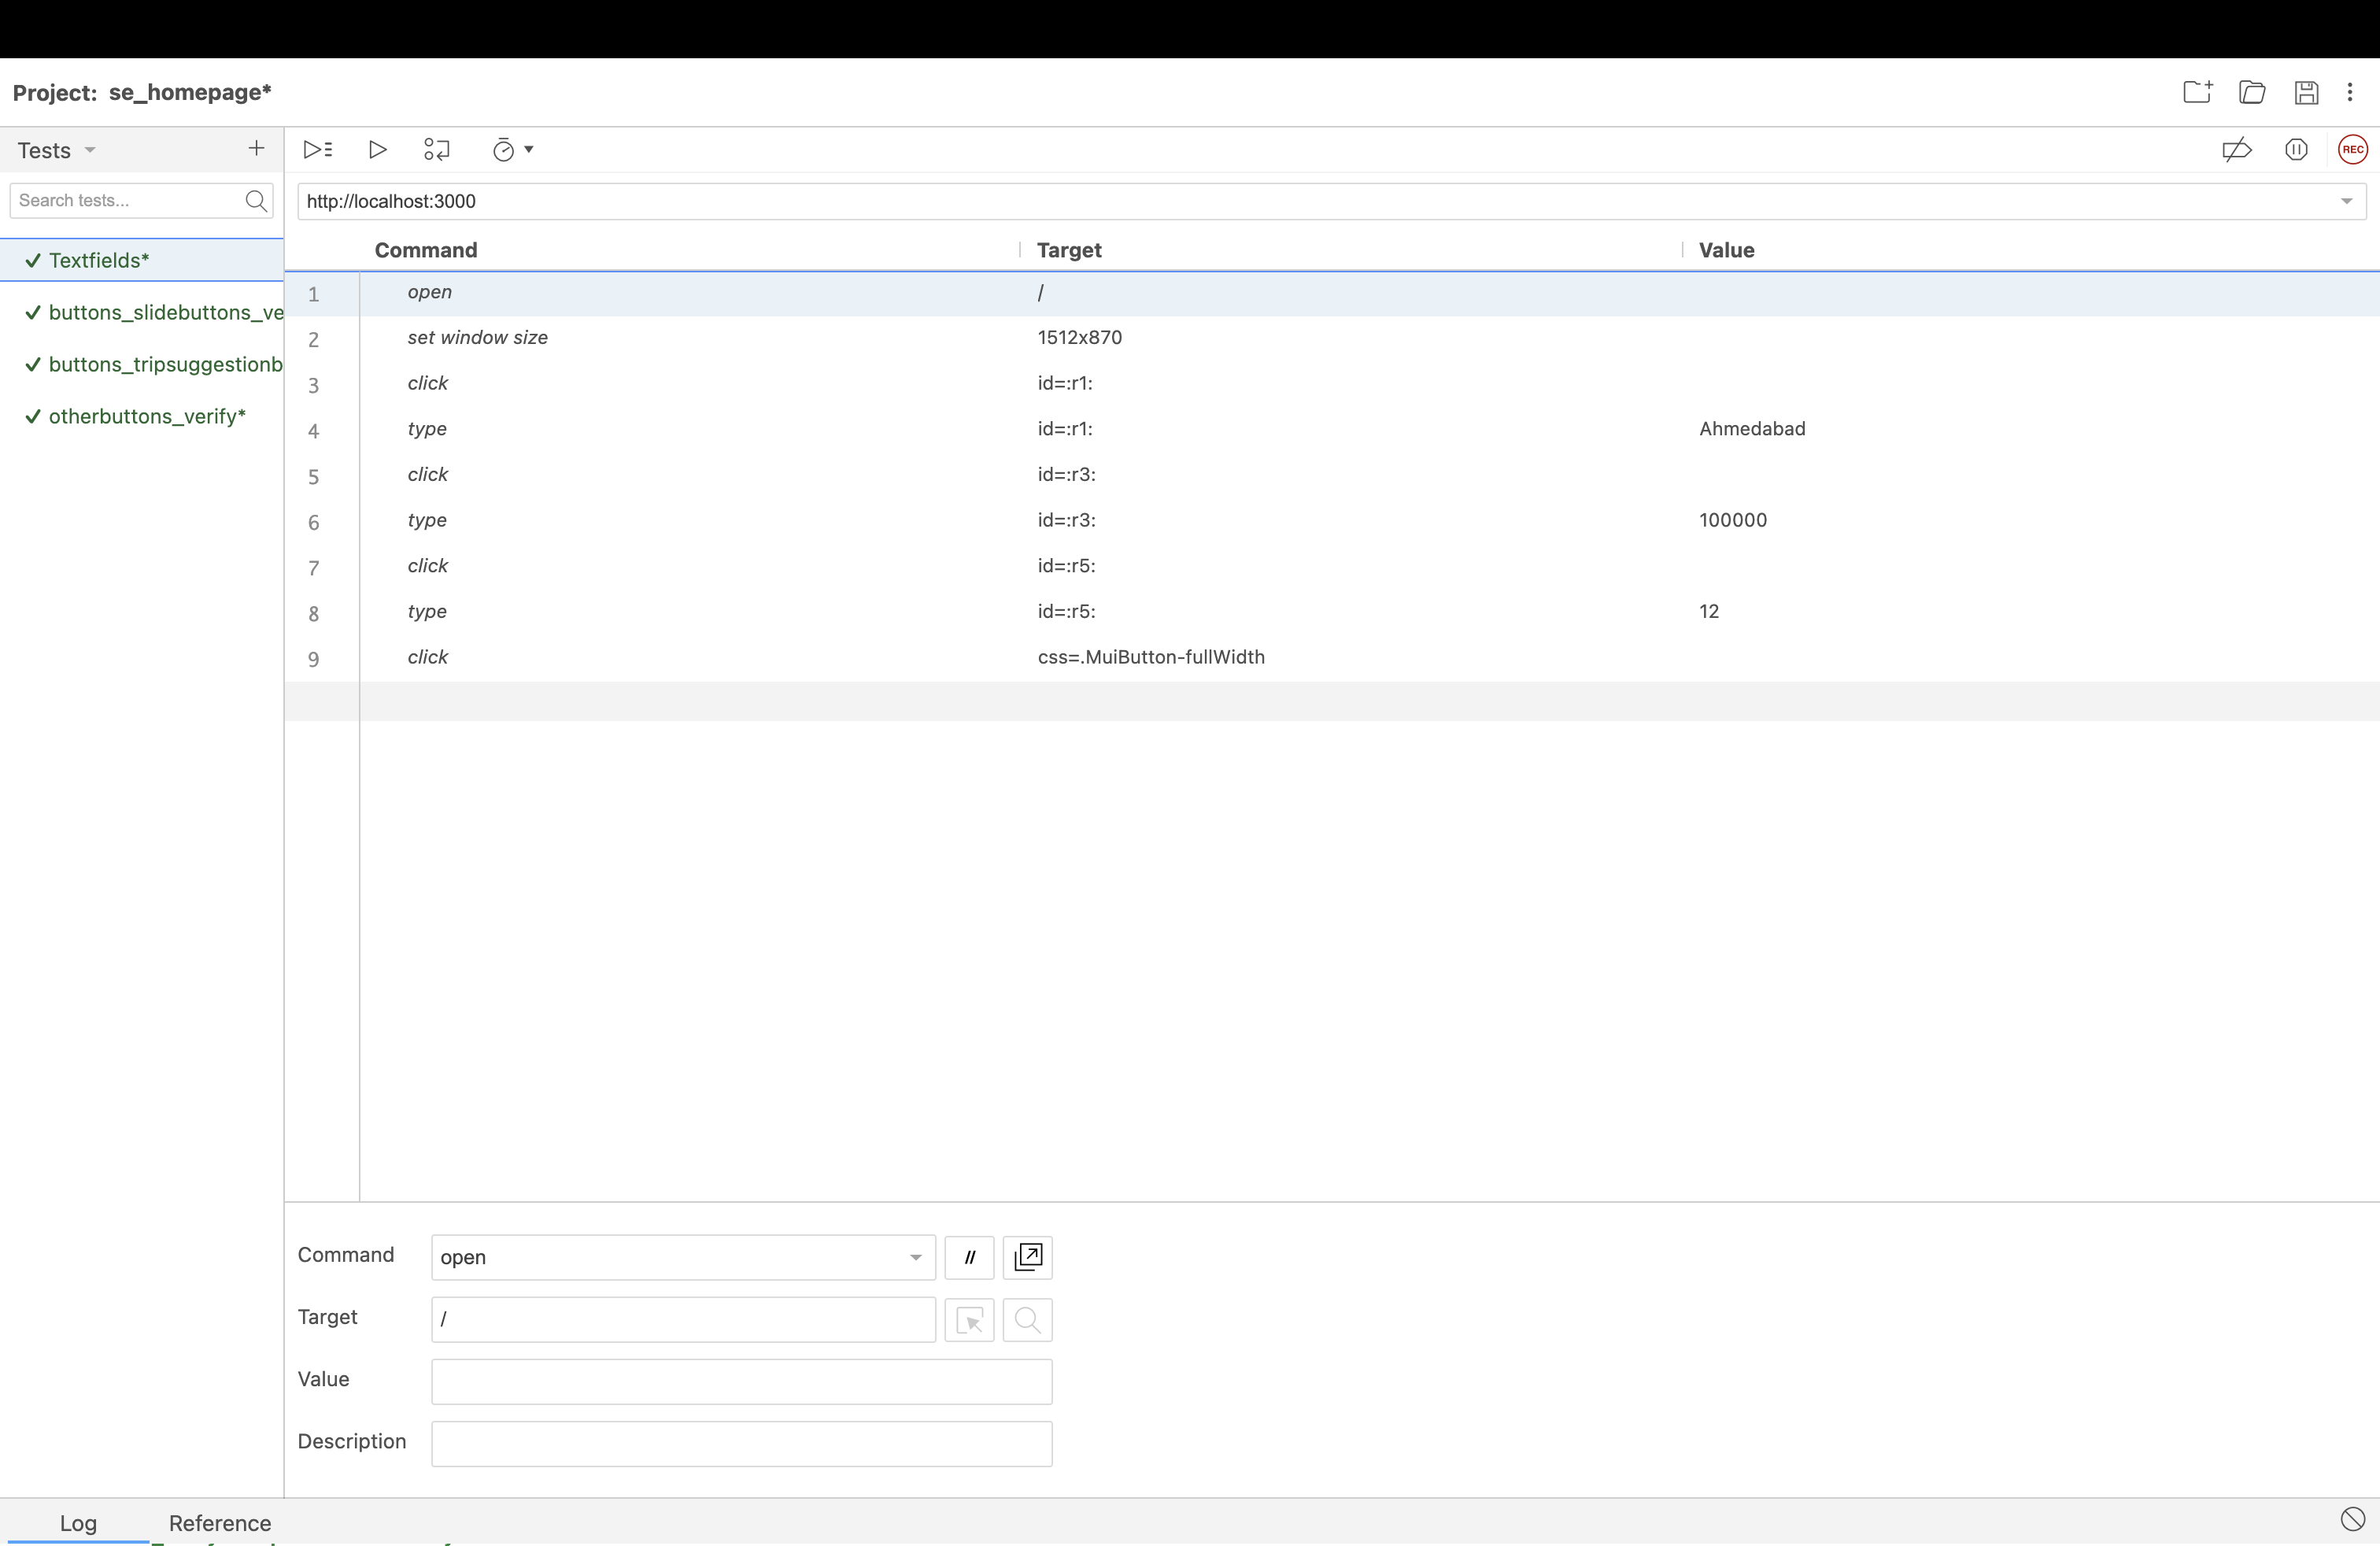 Project: se_homepage*
Tests
Search tests...
Textfields*
buttons_slidebuttons_ve
buttons_tripsuggestionb
otherbuttons_verify*
REC
http://localhost:3000
Command Target Value
1 open /
2 set window size 1512x870
3 click id=:r1:
4 type id=:r1: Ahmedabad
5 click id=:r3:
6 type id=:r3: 100000
7 click id=:r5:
8 type id=:r5: 12
9 click css=.MuiButton-fullWidth
Command open //
Target /
Value
Description
Log Reference